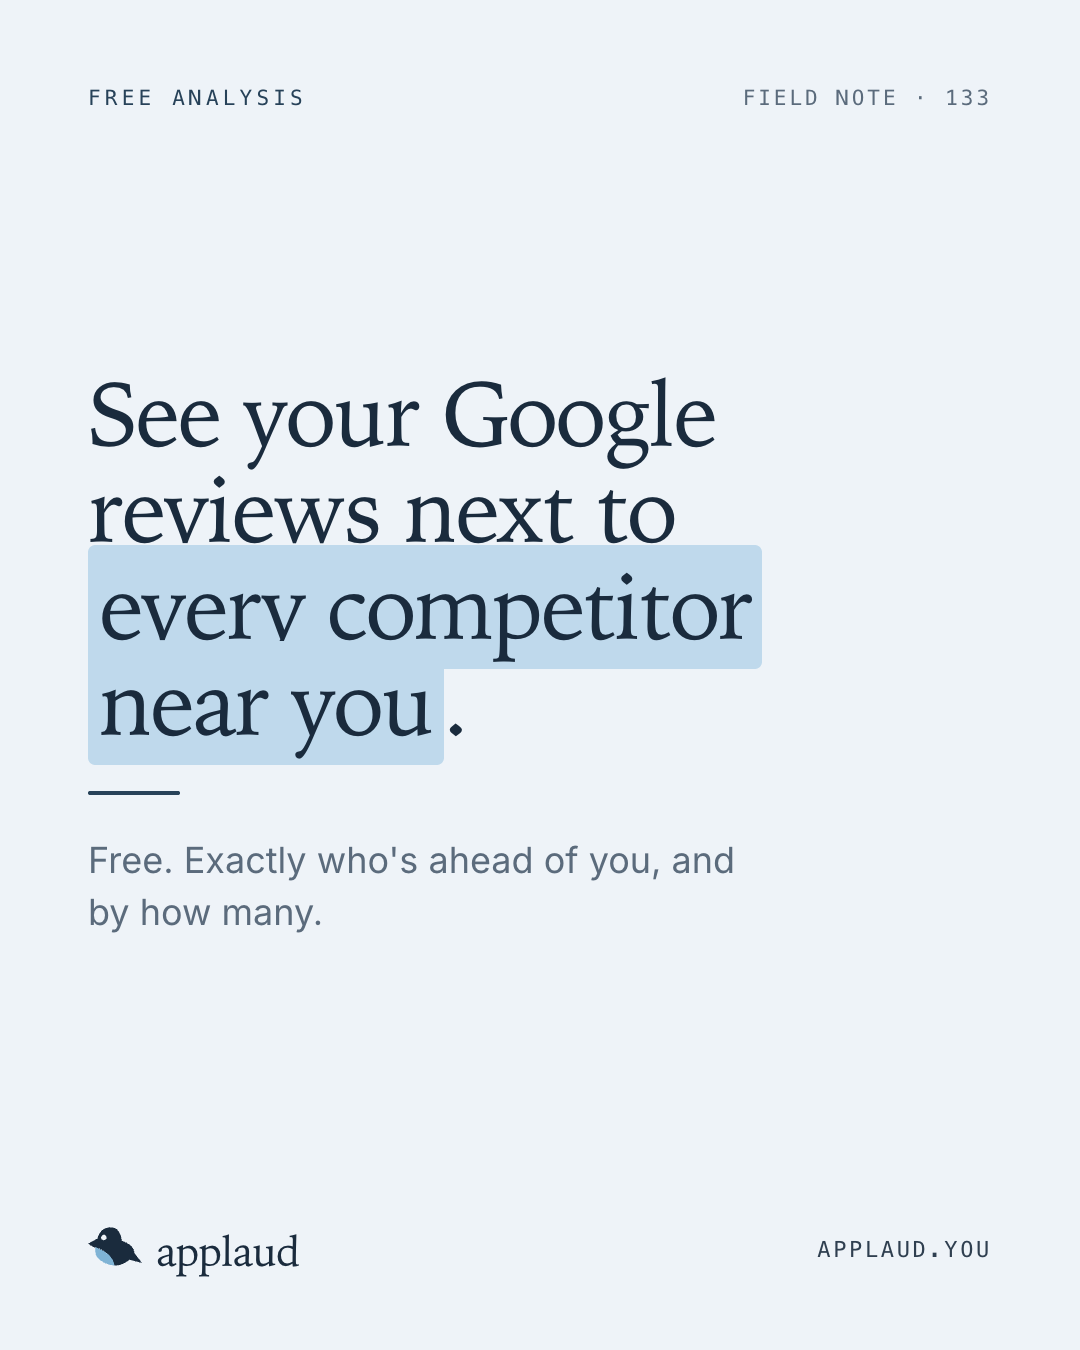 FREE ANALYSIS
FIELD NOTE · 133
See your Google
reviews next to
every competitor
near you.
Free. Exactly who's ahead of you, and
by how many.
applaud
APPLAUD.YOU